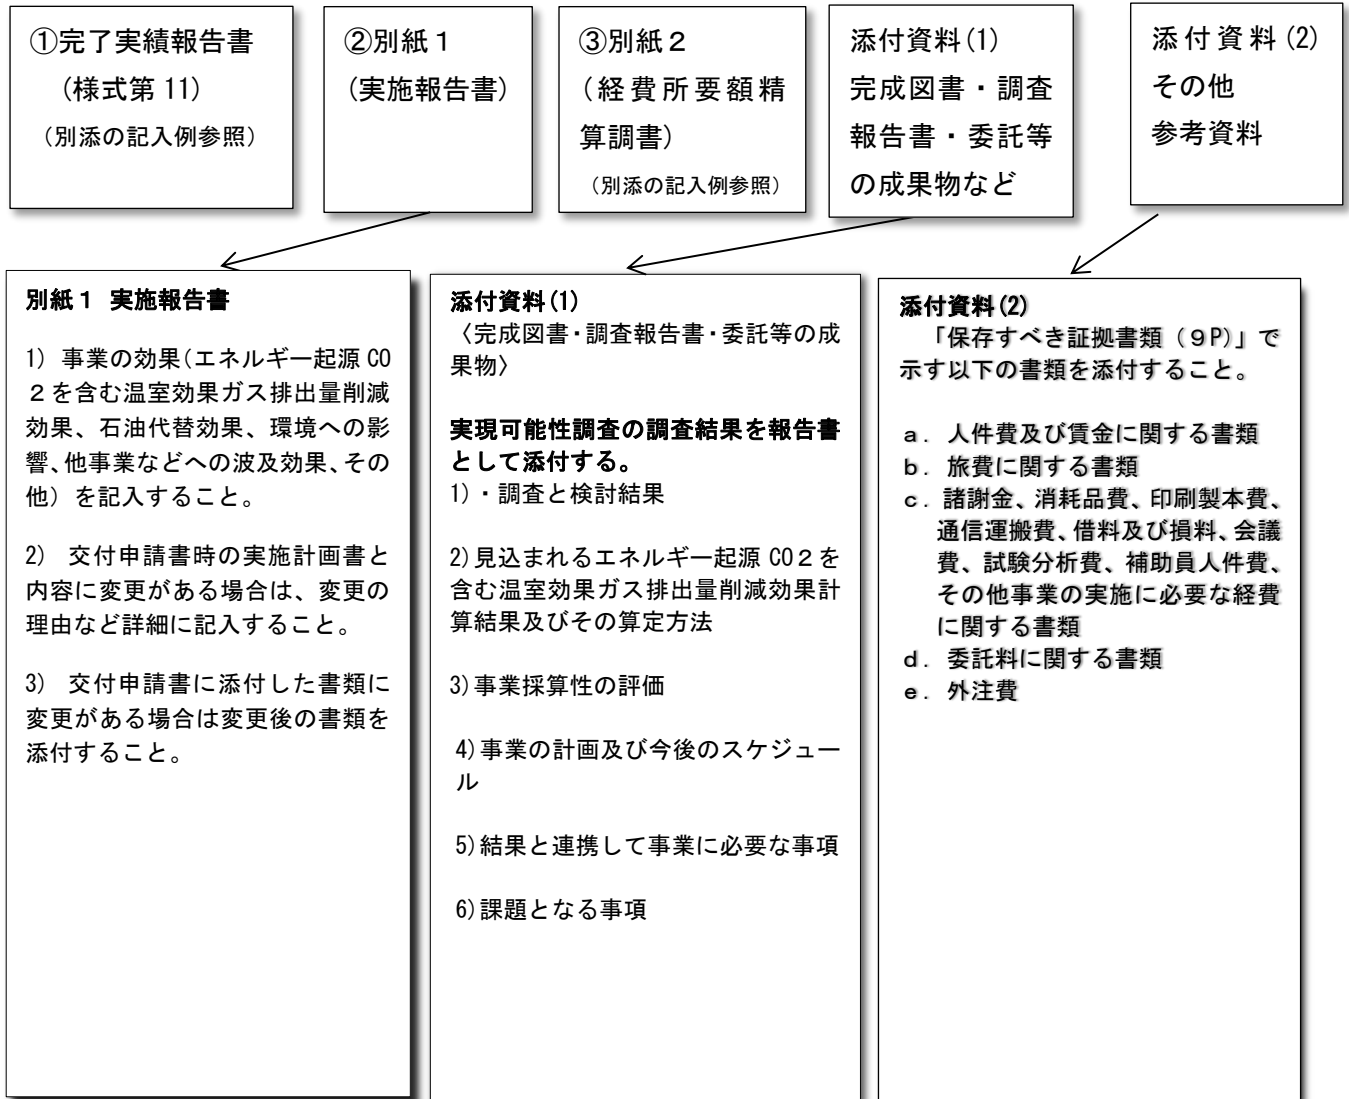 ①完了実績報告書
（様式第 11）
（別添の記入例参照）
②別紙１
（実施報告書）
③別紙２
（経費所要額精
算調書）
（別添の記入例参照）
添付資料(1)
完成図書・調査
報告書・委託等
の成果物など
添付資料(2)
その他
参考資料
別紙１ 実施報告書
1) 事業の効果（エネルギー起源 CO
２を含む温室効果ガス排出量削減
効果、石油代替効果、環境への影
響、他事業などへの波及効果、その
他）を記入すること。
2) 交付申請書時の実施計画書と
内容に変更がある場合は、変更の
理由など詳細に記入すること。
3) 交付申請書に添付した書類に
変更がある場合は変更後の書類を
添付すること。
添付資料(1)
〈完成図書・調査報告書・委託等の成
果物〉
実現可能性調査の調査結果を報告書
として添付する。
1)・調査と検討結果
2)見込まれるエネルギー起源 CO２を
含む温室効果ガス排出量削減効果計
算結果及びその算定方法
3)事業採算性の評価
4)事業の計画及び今後のスケジュー
ル
5)結果と連携して事業に必要な事項
6)課題となる事項
添付資料(2)
「保存すべき証拠書類（９P)」で
示す以下の書類を添付すること。
ａ．人件費及び賃金に関する書類
ｂ．旅費に関する書類
ｃ．諸謝金、消耗品費、印刷製本費、
通信運搬費、借料及び損料、会議
費、試験分析費、補助員人件費、
その他事業の実施に必要な経費
に関する書類
ｄ．委託料に関する書類
ｅ．外注費